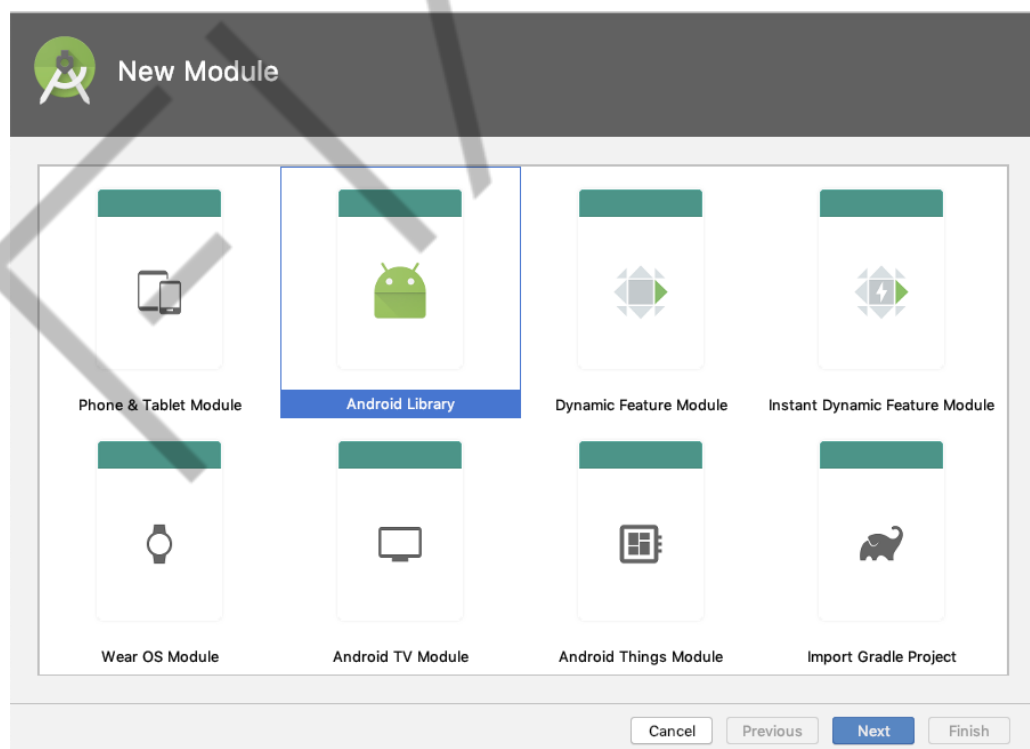 New Module
Phone & Tablet Module
Android Library
Dynamic Feature Module
Instant Dynamic Feature Module
Wear OS Module
Android TV Module
Android Things Module
Import Gradle Project
Cancel
Previous
Next
Finish